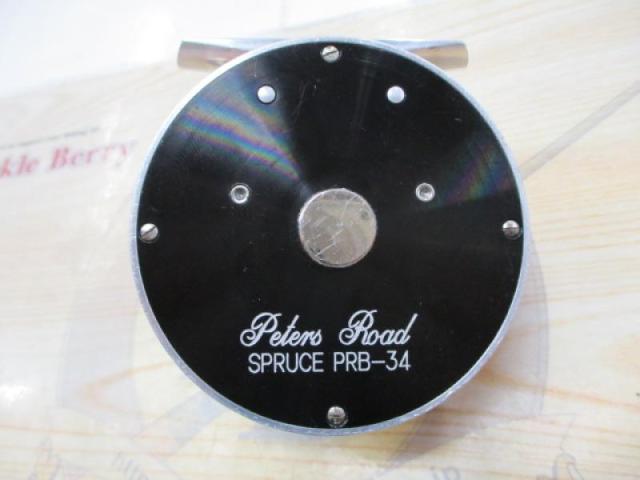 kle Berry
Peters Road
SPRUCE PRB-34